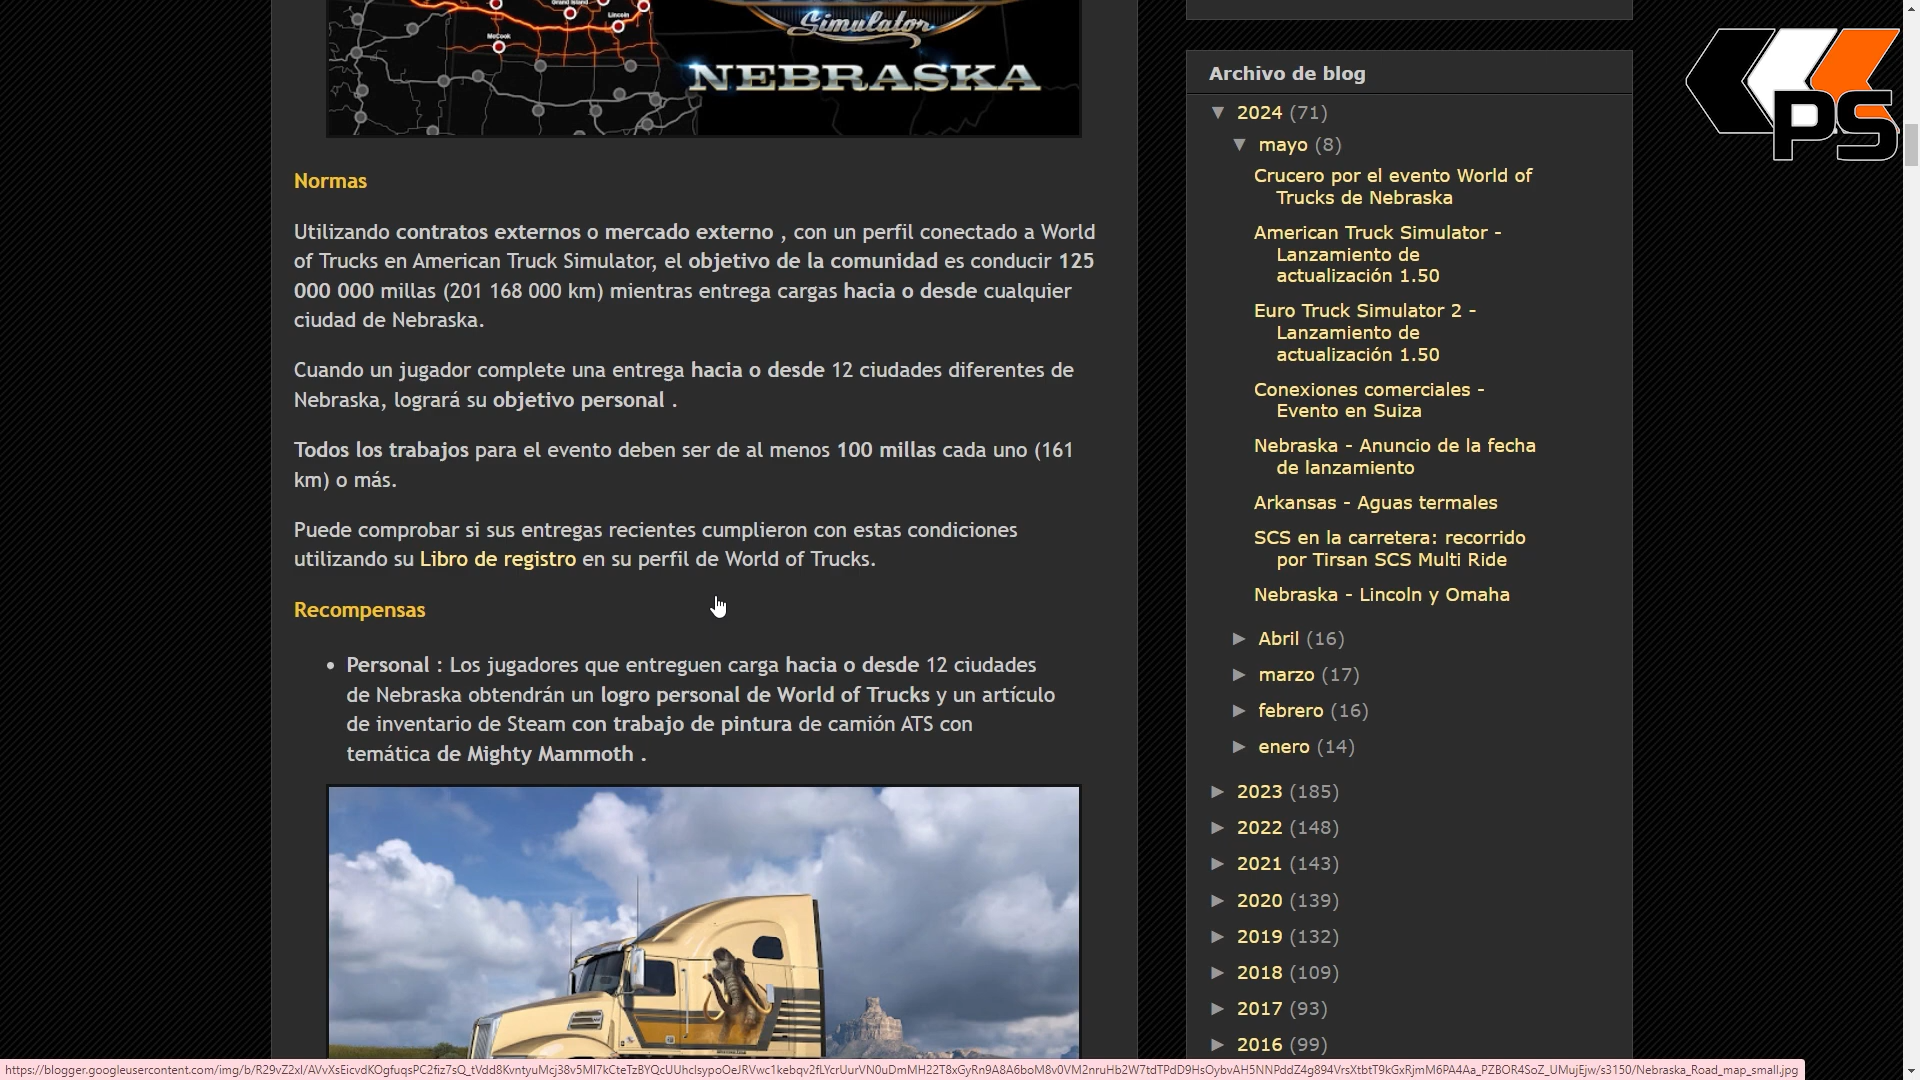 Grand Island
Lincoln
McCook
Simulator
NEBRASKA
Normas
Utilizando contratos externos o mercado externo , con un perfil conectado a World
of Trucks en American Truck Simulator, el objetivo de la comunidad es conducir 125
000 000 millas (201 168 000 km) mientras entrega cargas hacia o desde cualquier
ciudad de Nebraska.
Cuando un jugador complete una entrega hacia o desde 12 ciudades diferentes de
Nebraska, logrará su objetivo personal .
Todos los trabajos para el evento deben ser de al menos 100 millas cada uno (161
km) o más.
Puede comprobar si sus entregas recientes cumplieron con estas condiciones
utilizando su Libro de registro en su perfil de World of Trucks.
Recompensas
• Personal : Los jugadores que entreguen carga hacia o desde 12 ciudades
de Nebraska obtendrán un logro personal de World of Trucks y un artículo
de inventario de Steam con trabajo de pintura de camión ATS con
temática de Mighty Mammoth .
Archivo de blog
▼ 2024 (71)
▼ mayo (8)
Crucero por el evento World of
Trucks de Nebraska
American Truck Simulator -
Lanzamiento de
actualización 1.50
Euro Truck Simulator 2 -
Lanzamiento de
actualización 1.50
Conexiones comerciales -
Evento en Suiza
Nebraska - Anuncio de la fecha
de lanzamiento
Arkansas - Aguas termales
SCS en la carretera: recorrido
por Tirsan SCS Multi Ride
Nebraska - Lincoln y Omaha
► Abril (16)
► marzo (17)
► febrero (16)
► enero (14)
► 2023 (185)
► 2022 (148)
► 2021 (143)
► 2020 (139)
► 2019 (132)
► 2018 (109)
► 2017 (93)
► 2016 (99)
PS